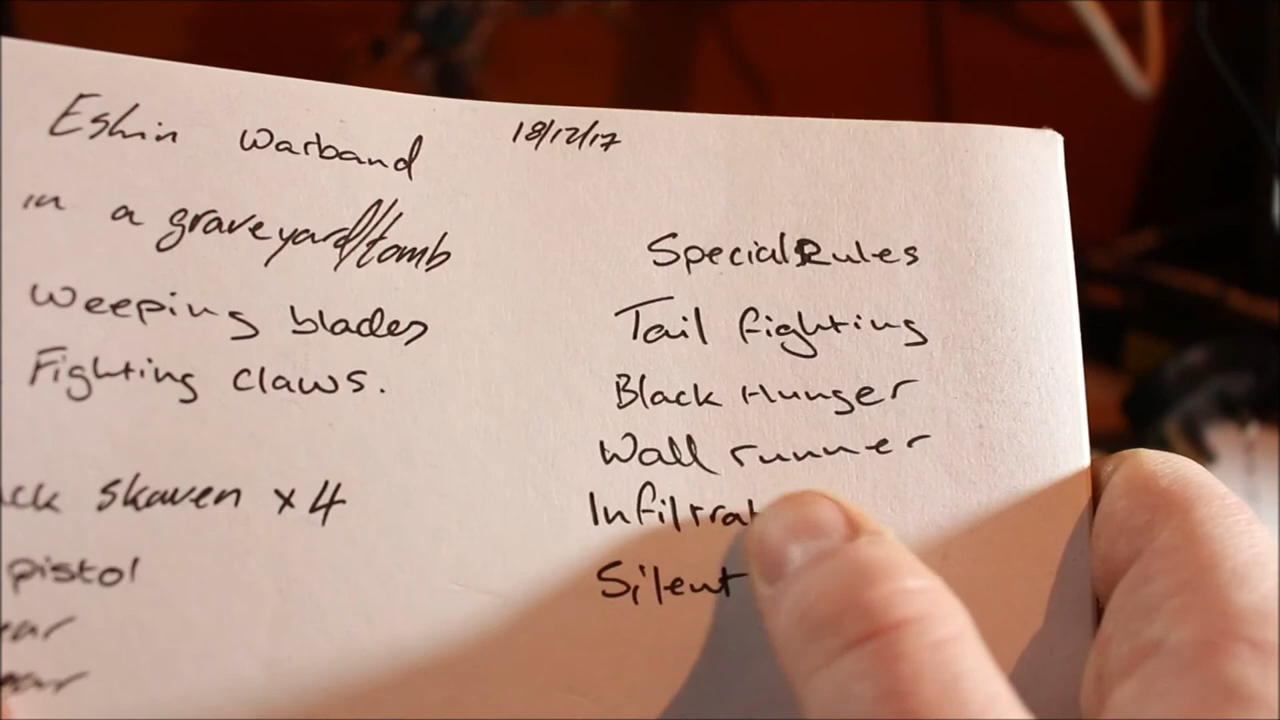 Eshin Warband 18/12/17
in a graveyard/tomb
Weeping blades
Fighting claws.
skaven x4
pistol
Special Rules
Tail fighting
Black Hunger
Wall runner
Silent